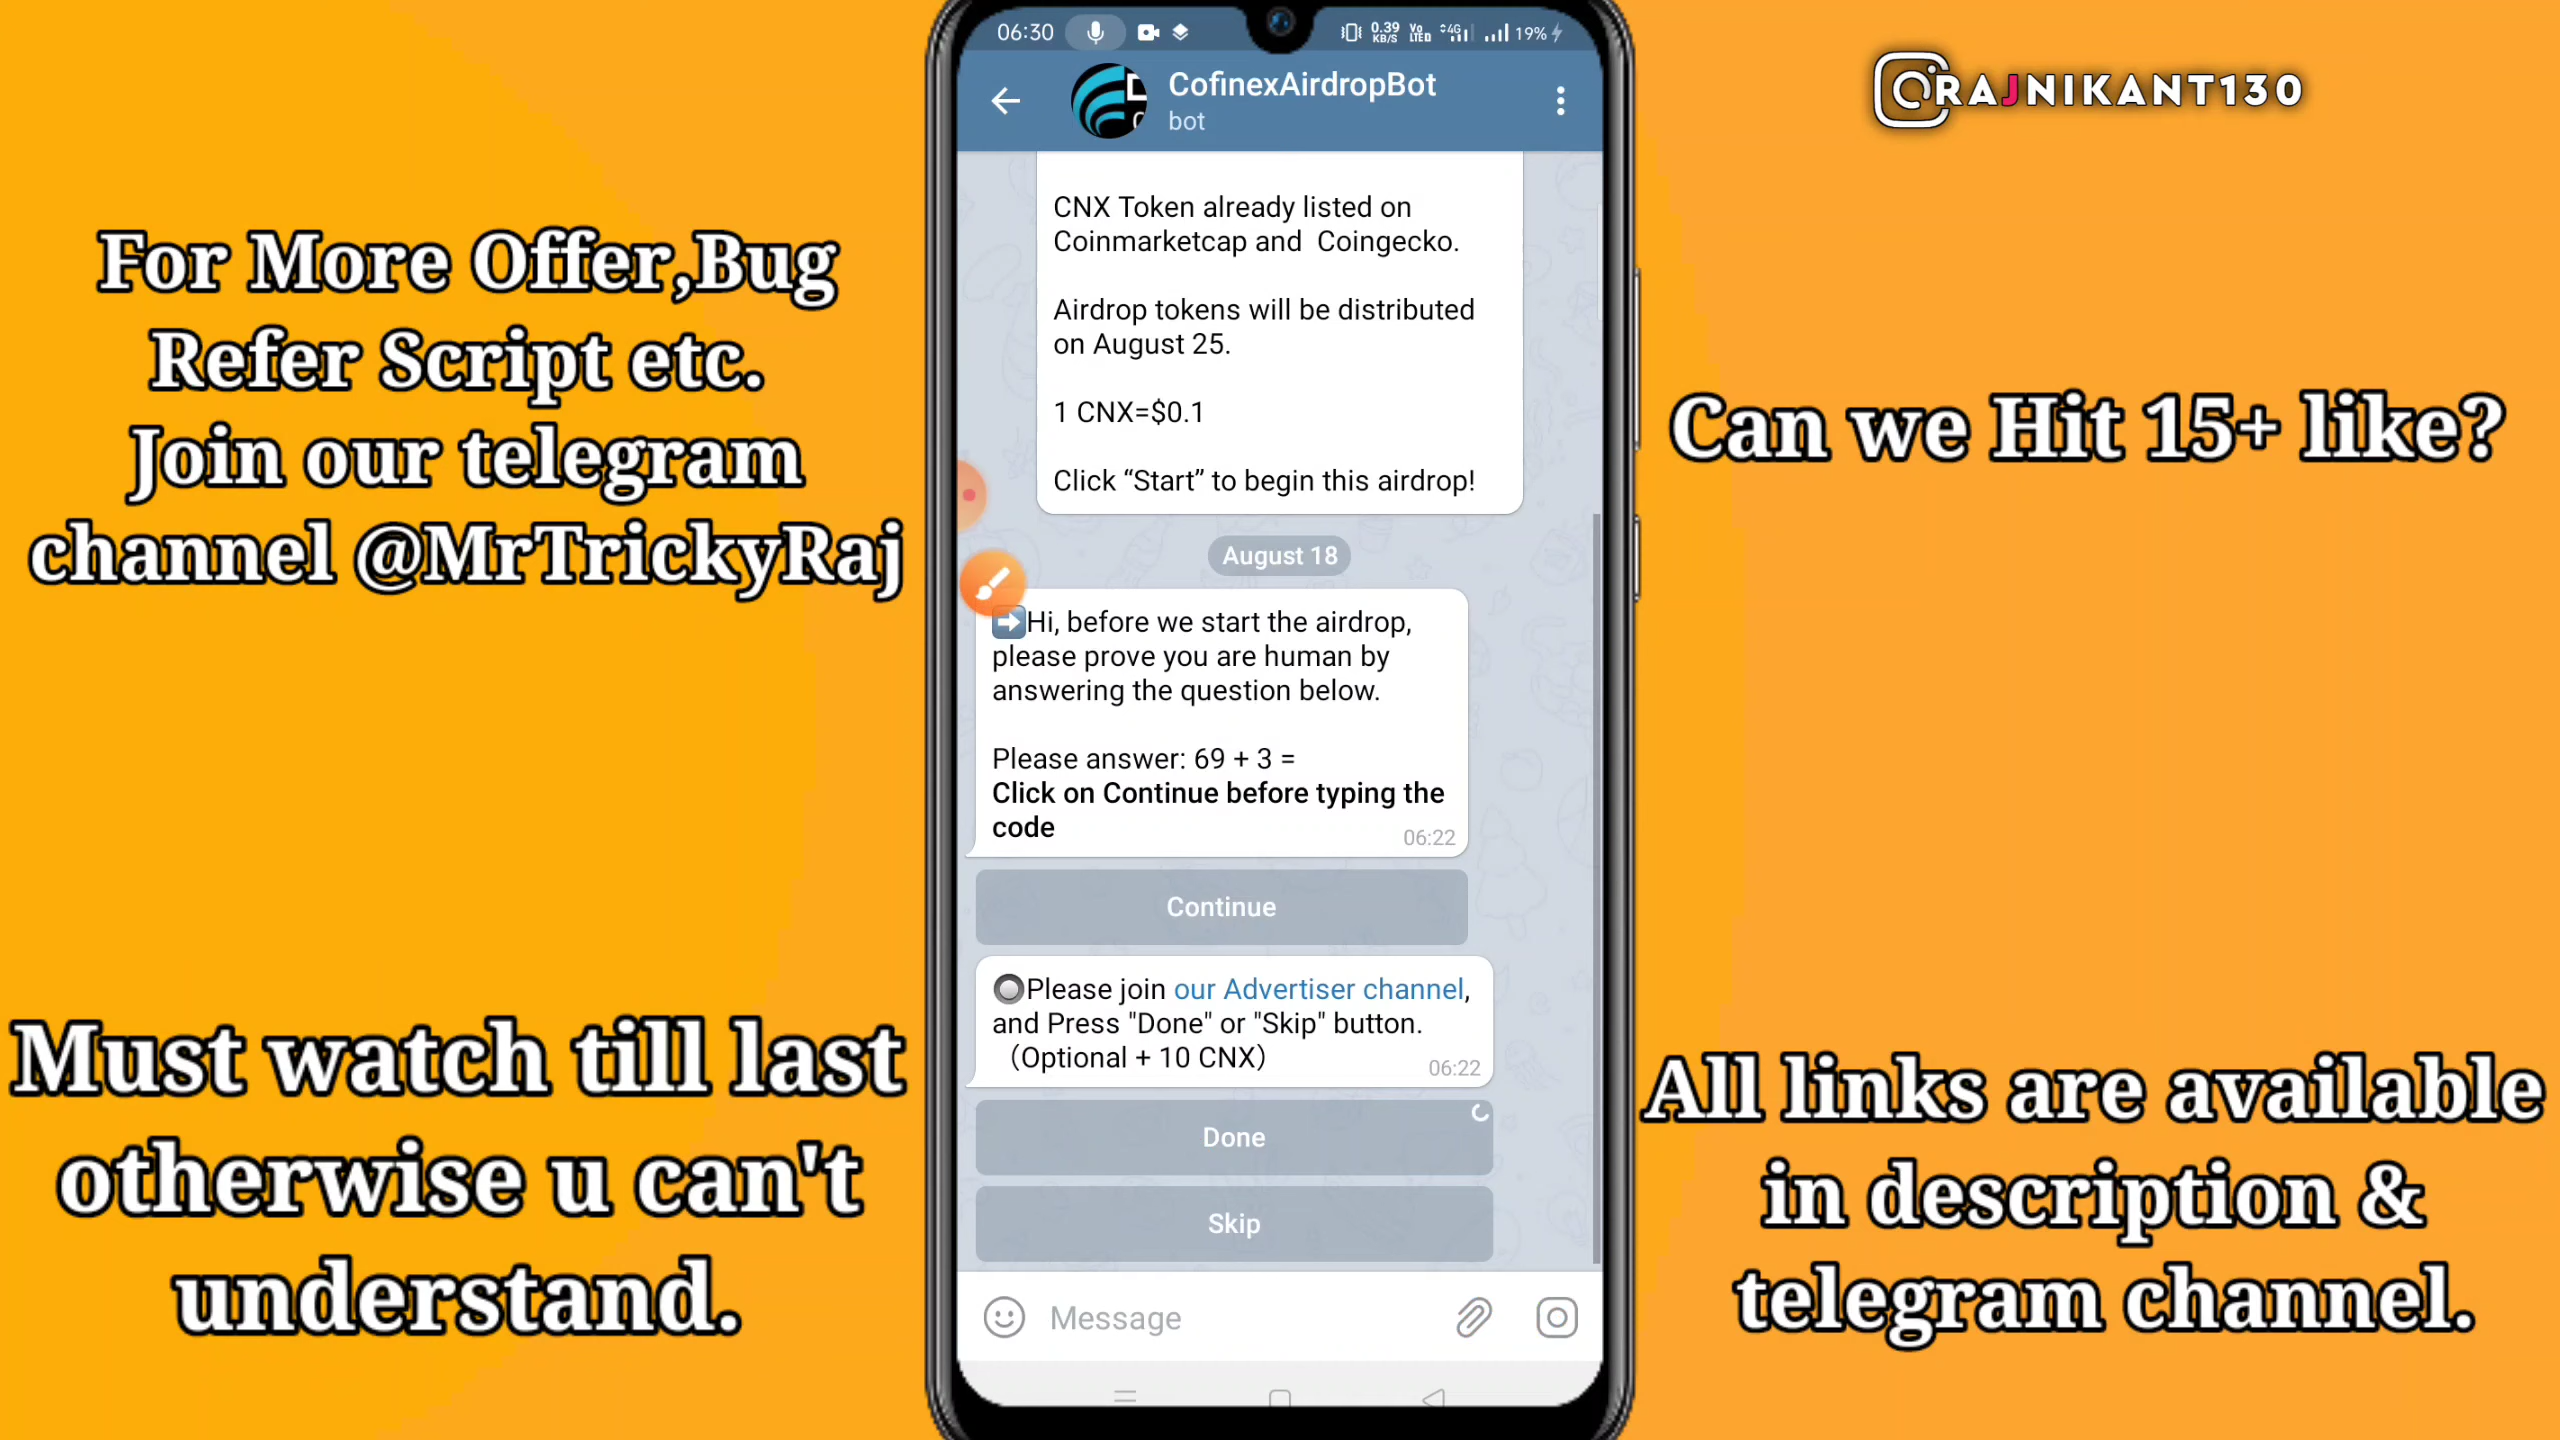 06:30
0.39 KB/S
Vo LTE
4G
19%
CofinexAirdropBot
bot
RAJNIKANT130
For More Offer,Bug
Refer Script etc.
Join our telegram
channel @MrTrickyRaj
Can we Hit 15+ like?
CNX Token already listed on
Coinmarketcap and  Coingecko.
Airdrop tokens will be distributed
on August 25.
1 CNX=$0.1
Click “Start” to begin this airdrop!
August 18
Hi, before we start the airdrop,
please prove you are human by
answering the question below.
Please answer: 69 + 3 =
Click on Continue before typing the
code
06:22
Continue
Please join our Advertiser channel,
and Press "Done" or "Skip" button.
（Optional + 10 CNX）
06:22
Done
Skip
Message
Must watch till last
otherwise u can't
understand.
All links are available
in description &
telegram channel.